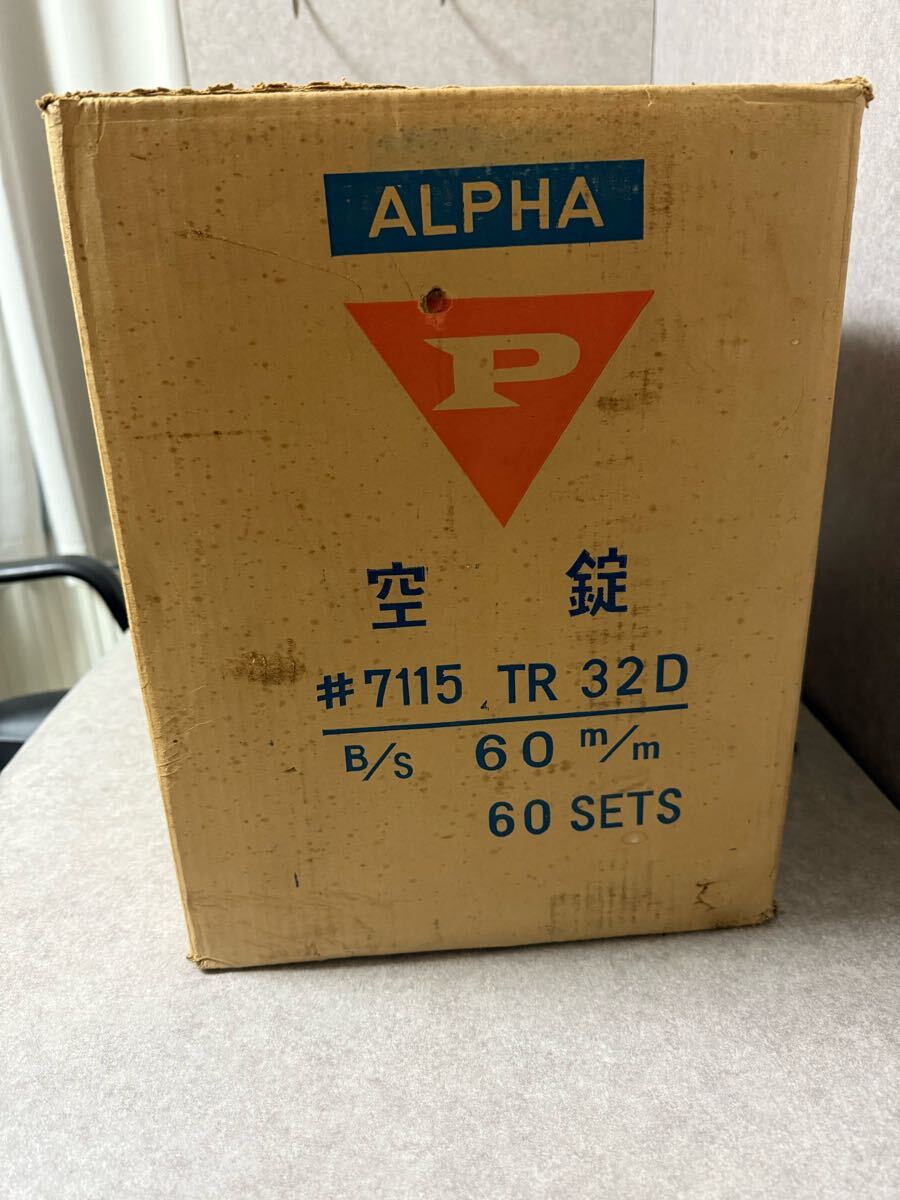 ALPHA
P
空 錠
#7115 TR 32D
B/S 60 m/m
60 SETS